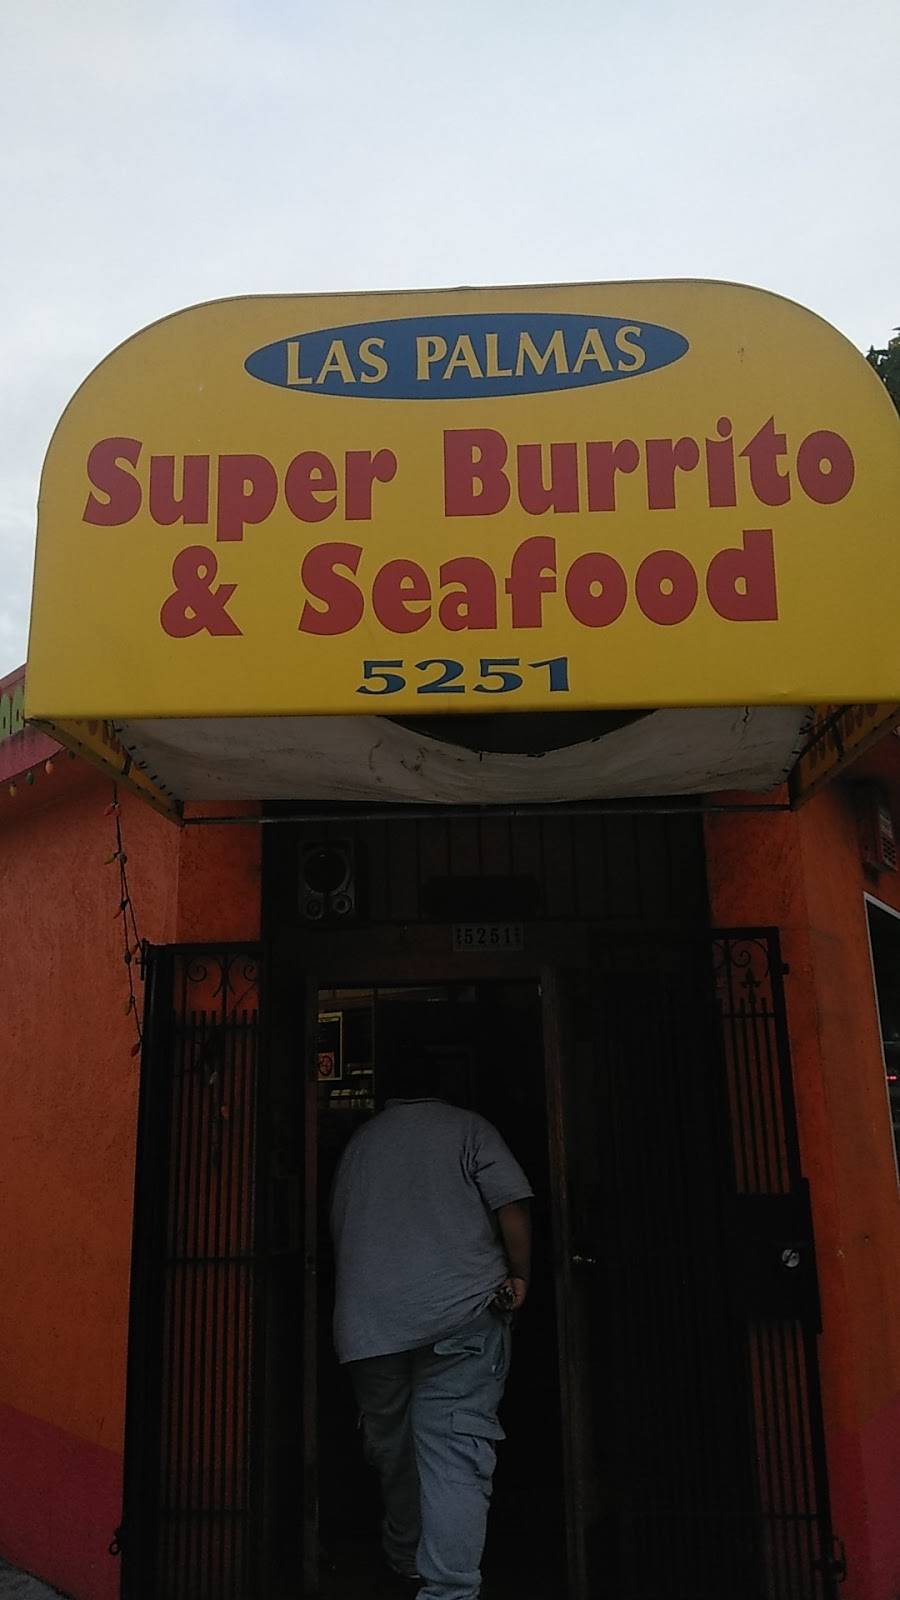 LAS PALMAS
Super Burrito
& Seafood
5251
5251